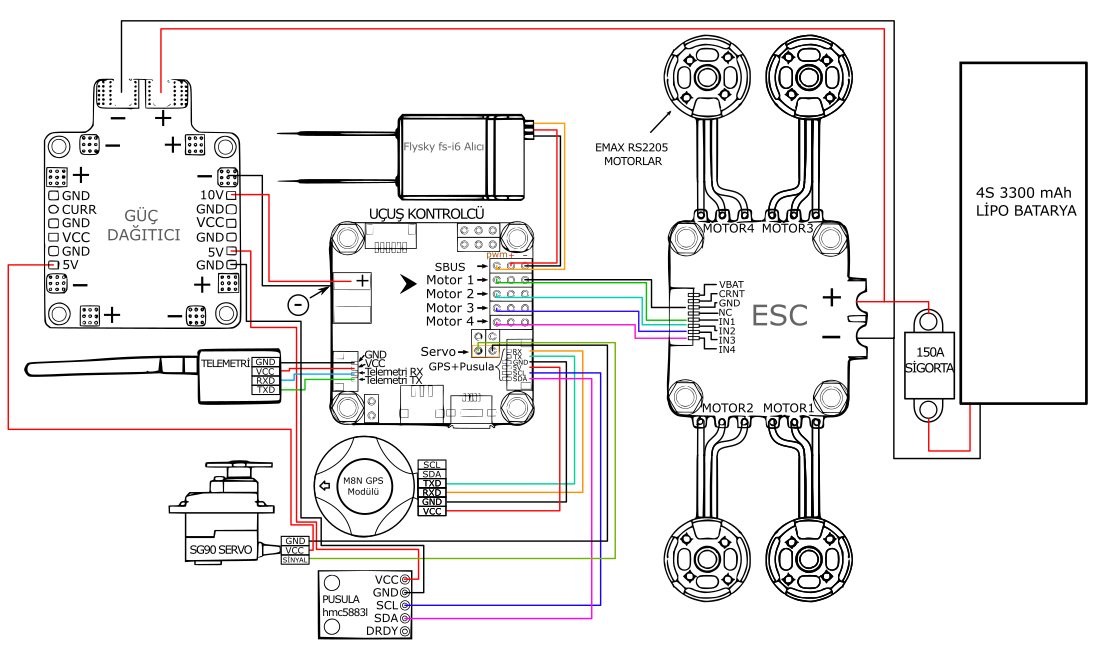 − +
+ − −
+ −
GND
CURR
GND
VCC
GND
5V
GÜÇ
DAĞITICI
10V
GND
VCC
GND
5V
GND
− +
+ −
Flysky fs-i6 Alıcı
UÇUŞ KONTROLCÜ
pwm + -
SBUS
Motor 1
Motor 2
Motor 3
Motor 4
Servo
GPS+Pusula
RX
TX
GND
5V
SCL
SDA
+
−
GND
VCC
Telemetri RX
Telemetri TX
TELEMETRİ
GND
VCC
RXD
TXD
M8N GPS
Modülü
SCL
SDA
TXD
RXD
GND
VCC
SG90 SERVO
GND
VCC
SİNYAL
PUSULA
hmc5883l
VCC
GND
SCL
SDA
DRDY
EMAX RS2205
MOTORLAR
MOTOR4
MOTOR3
VBAT
CRNT
GND
NC
IN1
IN2
IN3
IN4
ESC
+
−
MOTOR2
MOTOR1
150A
SİGORTA
4S 3300 mAh
LİPO BATARYA